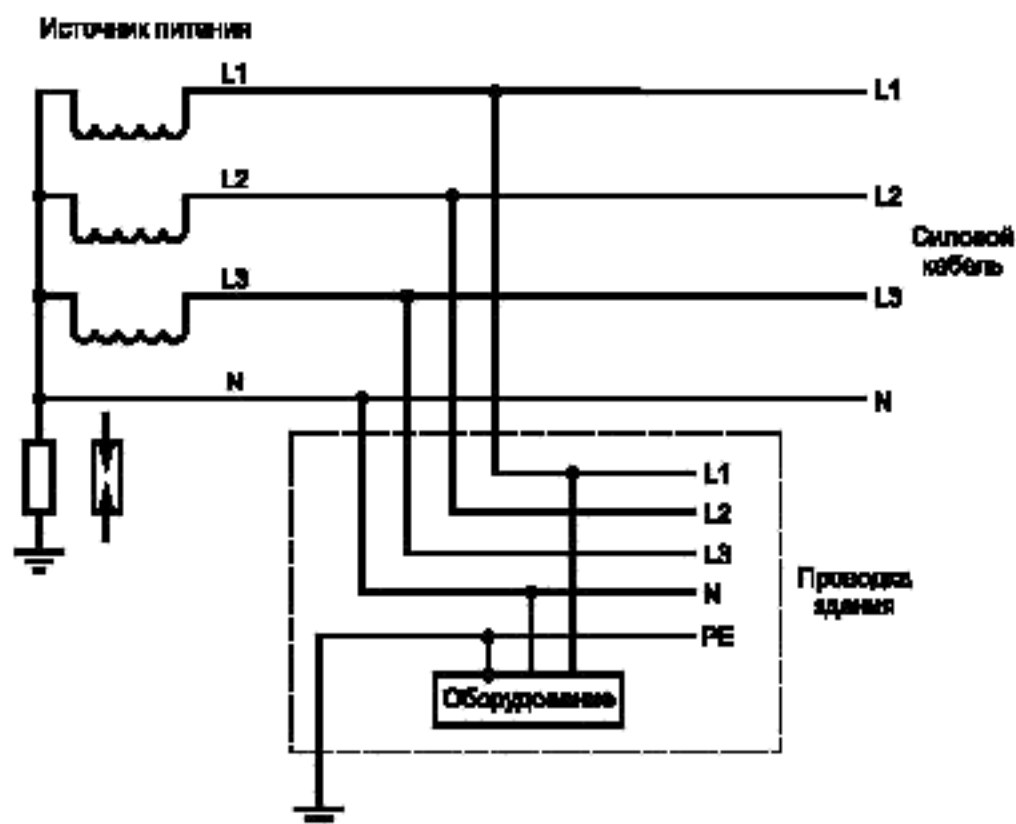 Источник питания
L1
L1
L2
L2
Силовой
кабель
L3
L3
N
N
L1
L2
L3
N
Проводка
здания
PE
Оборудование